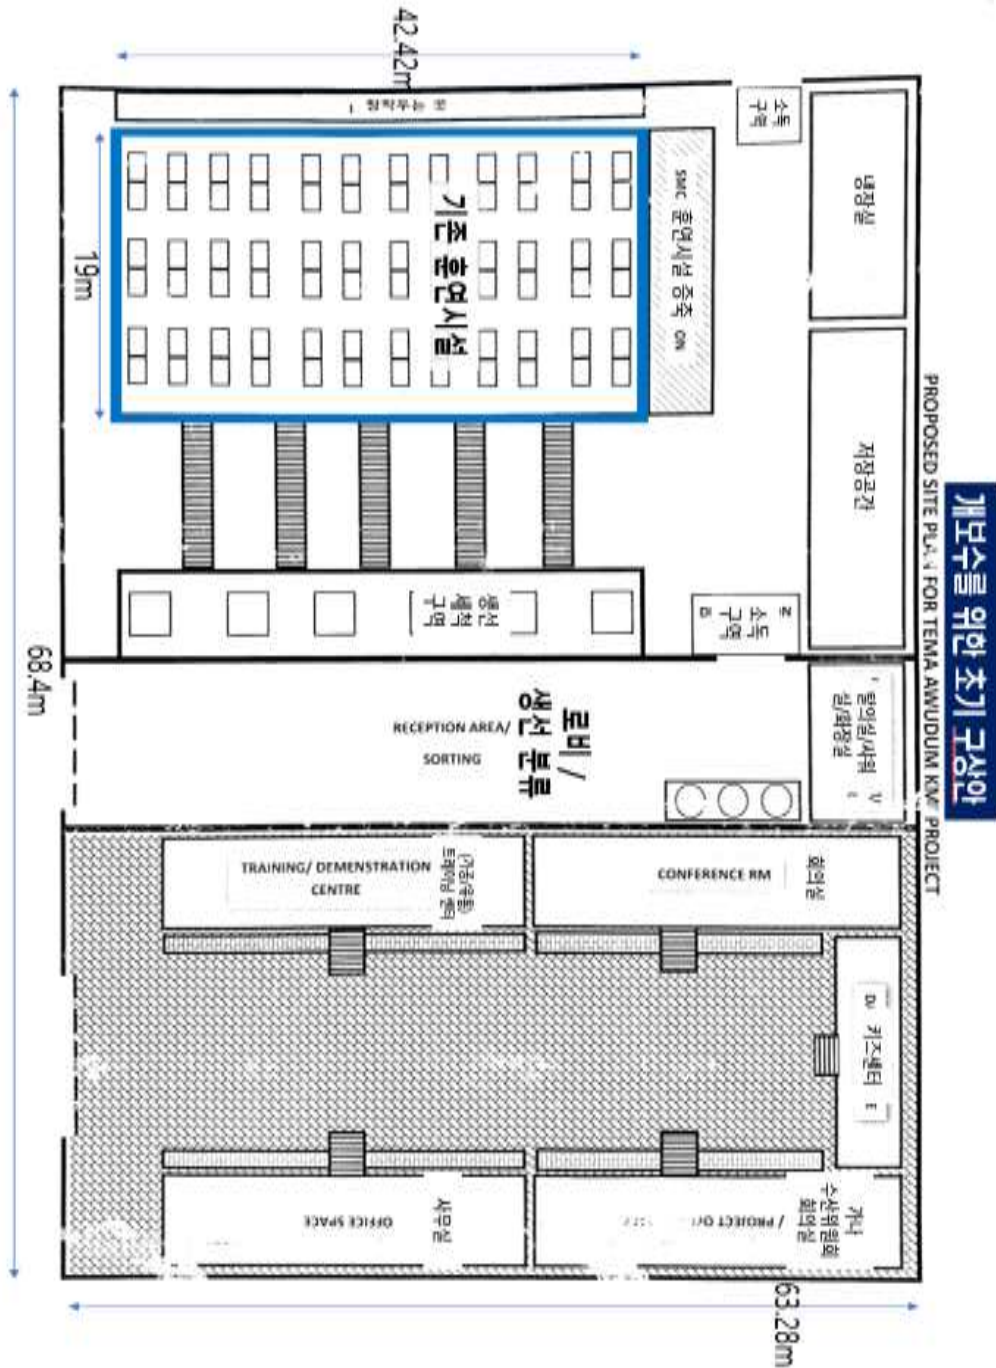 개보수를 위한 초기 구상안
PROPOSED SITE PLAN FOR TEMA AWUDUM KMP PROJECT
42.42m
19m
68.4m
63.28m
소독
구역
냉장실
SMC 훈연시설 증축 ON
기존 훈연시설
저장공간
생선
세척
구역
소독
구역
로비 /
생선 분류
RECEPTION AREA/
SORTING
탈의실/샤워
실/화장실
TRAINING/ DEMENSTRATION
CENTRE
(가공/유통)
트레이닝 센터
CONFERENCE RM
회의실
키즈센터
OFFICE SPACE
사무실
/ PROJECT
가나
수산위원회
회의실